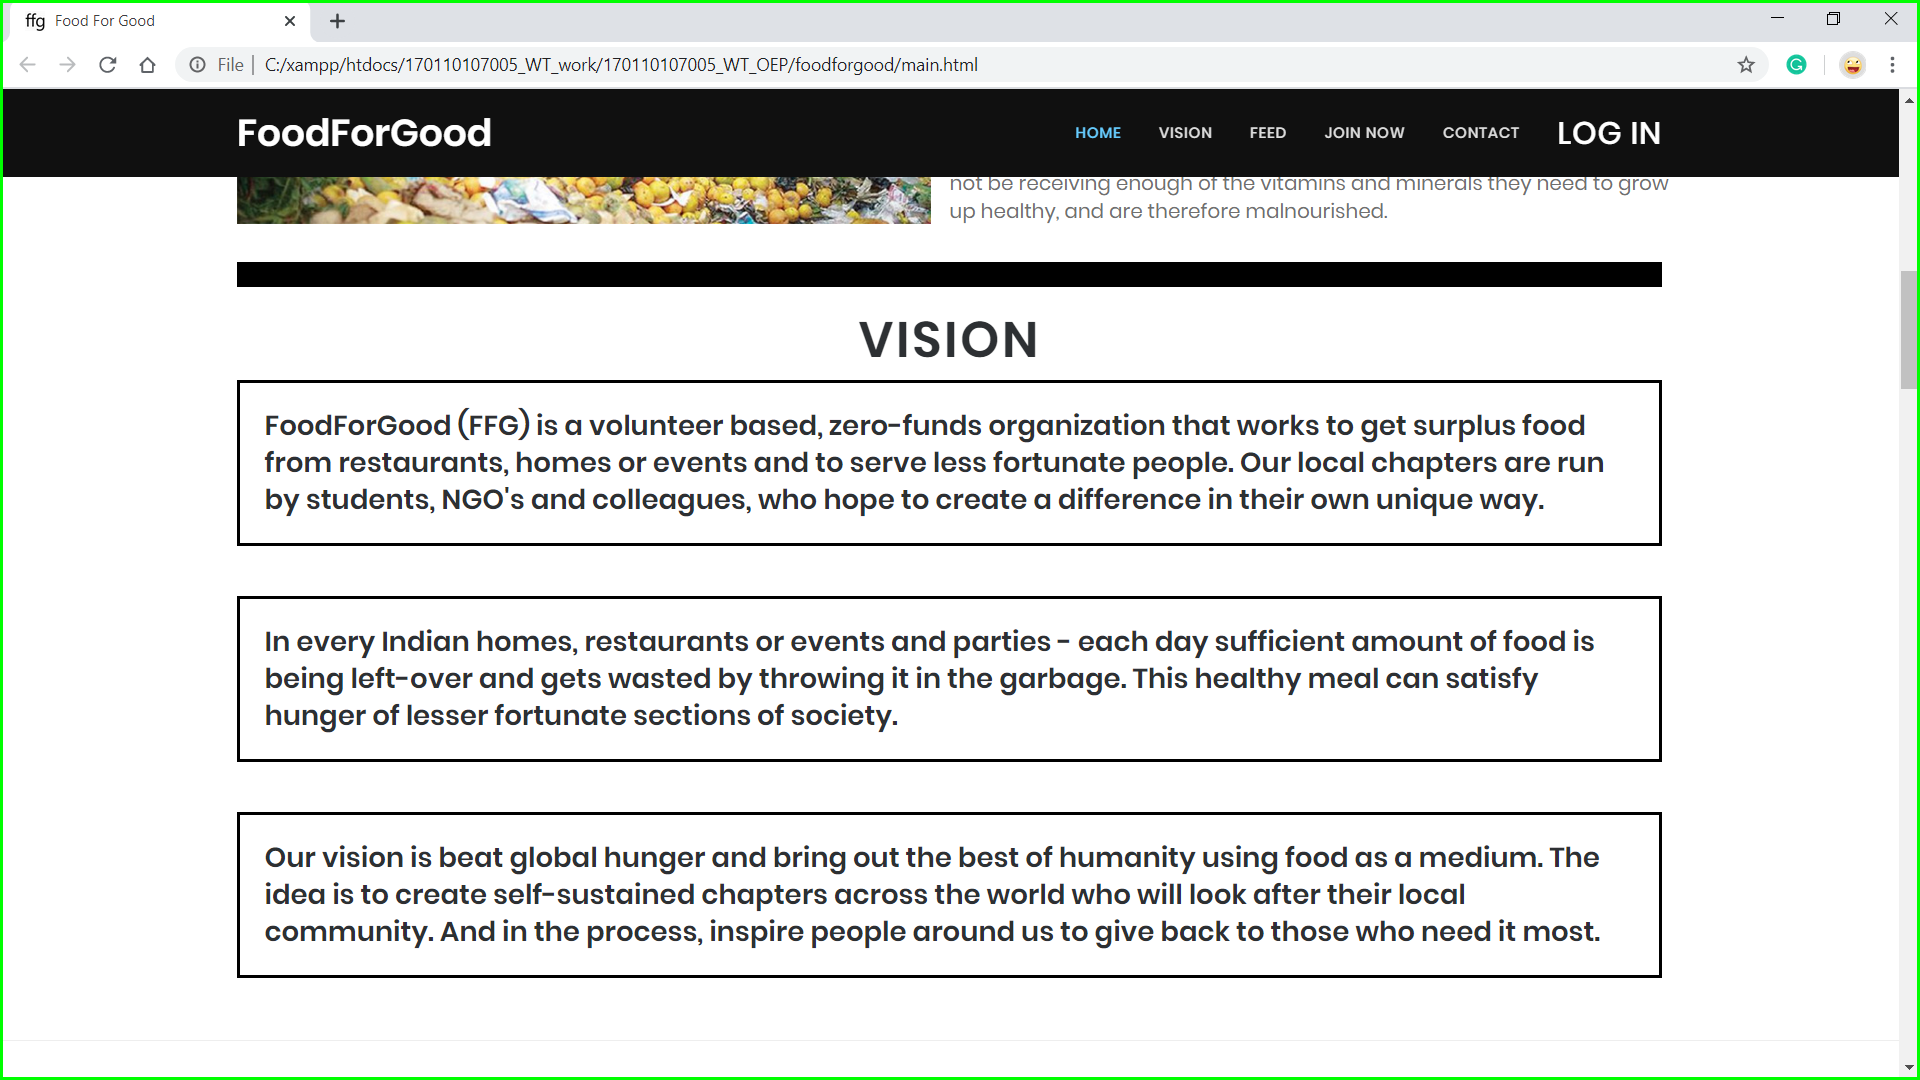 ffg Food For Good
File C:/xampp/htdocs/170110107005_WT_work/170110107005_WT_OEP/foodforgood/main.html
FoodForGood HOME VISION FEED JOIN NOW CONTACT LOG IN
not be receiving enough of the vitamins and minerals they need to grow
up healthy, and are therefore malnourished.
VISION
FoodForGood (FFG) is a volunteer based, zero-funds organization that works to get surplus food
from restaurants, homes or events and to serve less fortunate people. Our local chapters are run
by students, NGO's and colleagues, who hope to create a difference in their own unique way.
In every Indian homes, restaurants or events and parties - each day sufficient amount of food is
being left-over and gets wasted by throwing it in the garbage. This healthy meal can satisfy
hunger of lesser fortunate sections of society.
Our vision is beat global hunger and bring out the best of humanity using food as a medium. The
idea is to create self-sustained chapters across the world who will look after their local
community. And in the process, inspire people around us to give back to those who need it most.